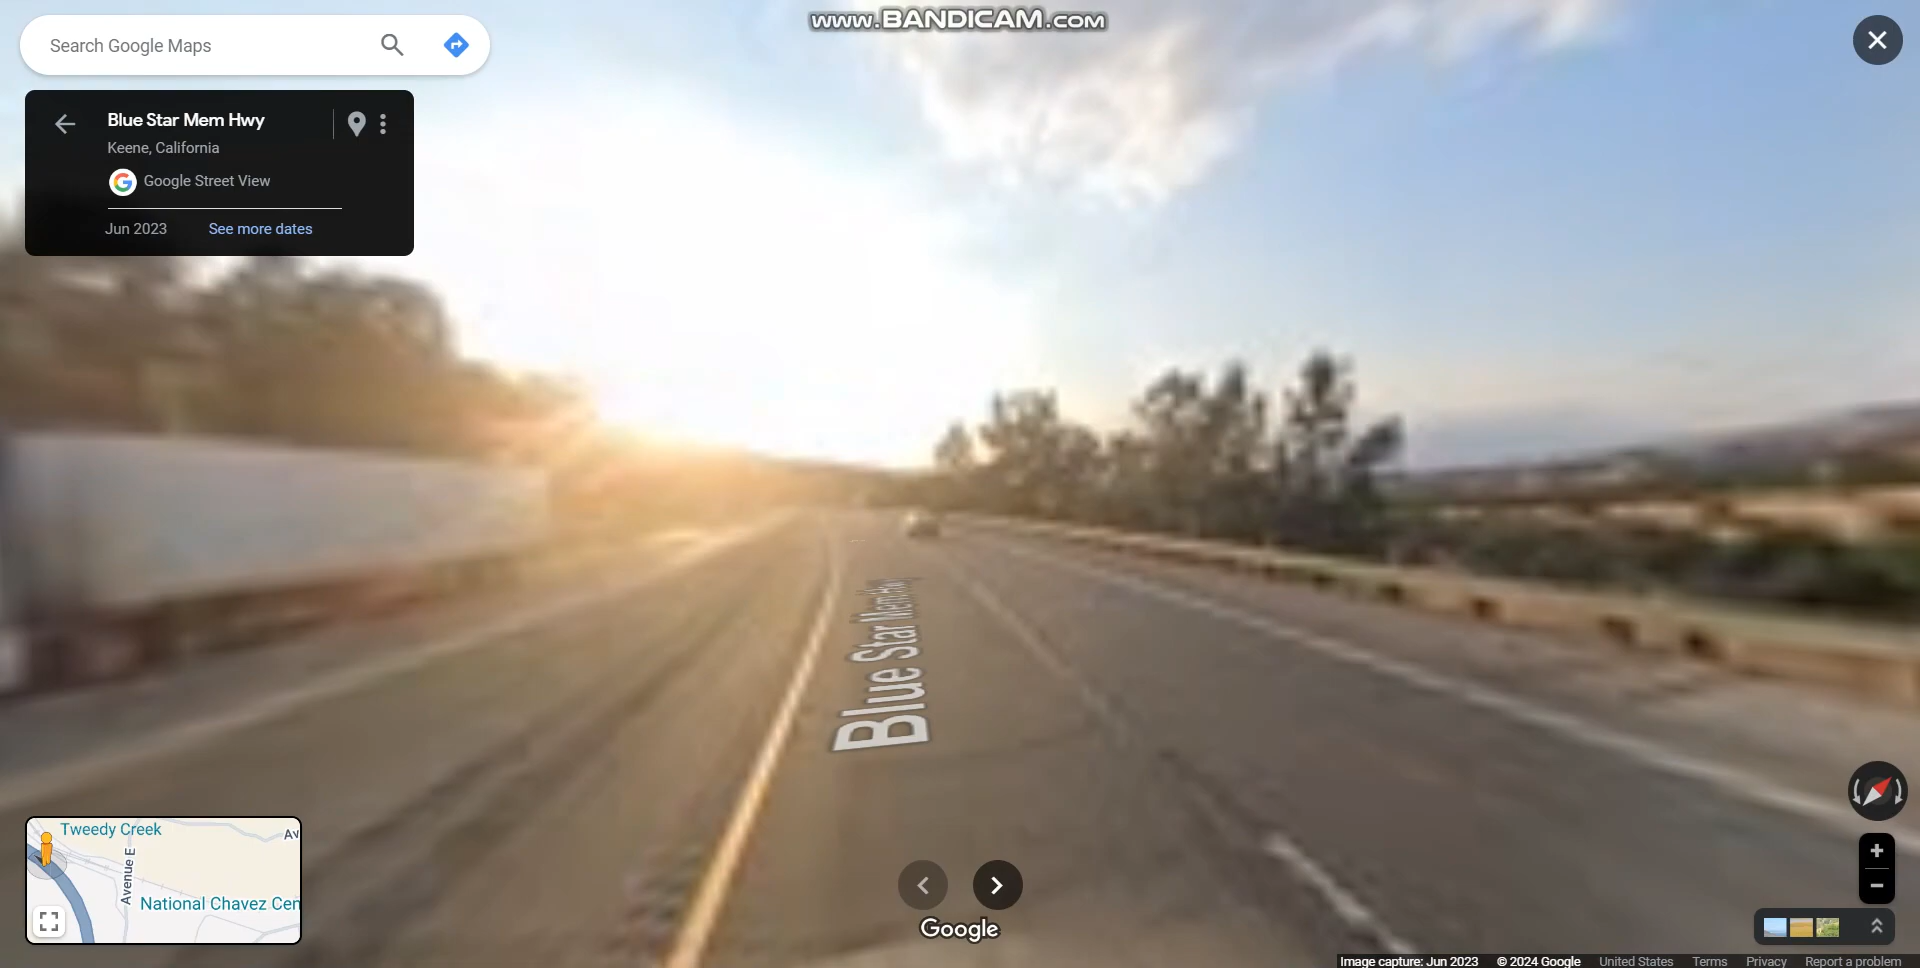 www.BANDICAM.com
Search Google Maps
Blue Star Mem Hwy
Keene, California
Google Street View
Jun 2023
See more dates
Blue Star Mem Hwy
Tweedy Creek
Av
Avenue E
National Chavez Cen
Google
Image capture: Jun 2023 © 2024 Google United States Terms Privacy Report a problem